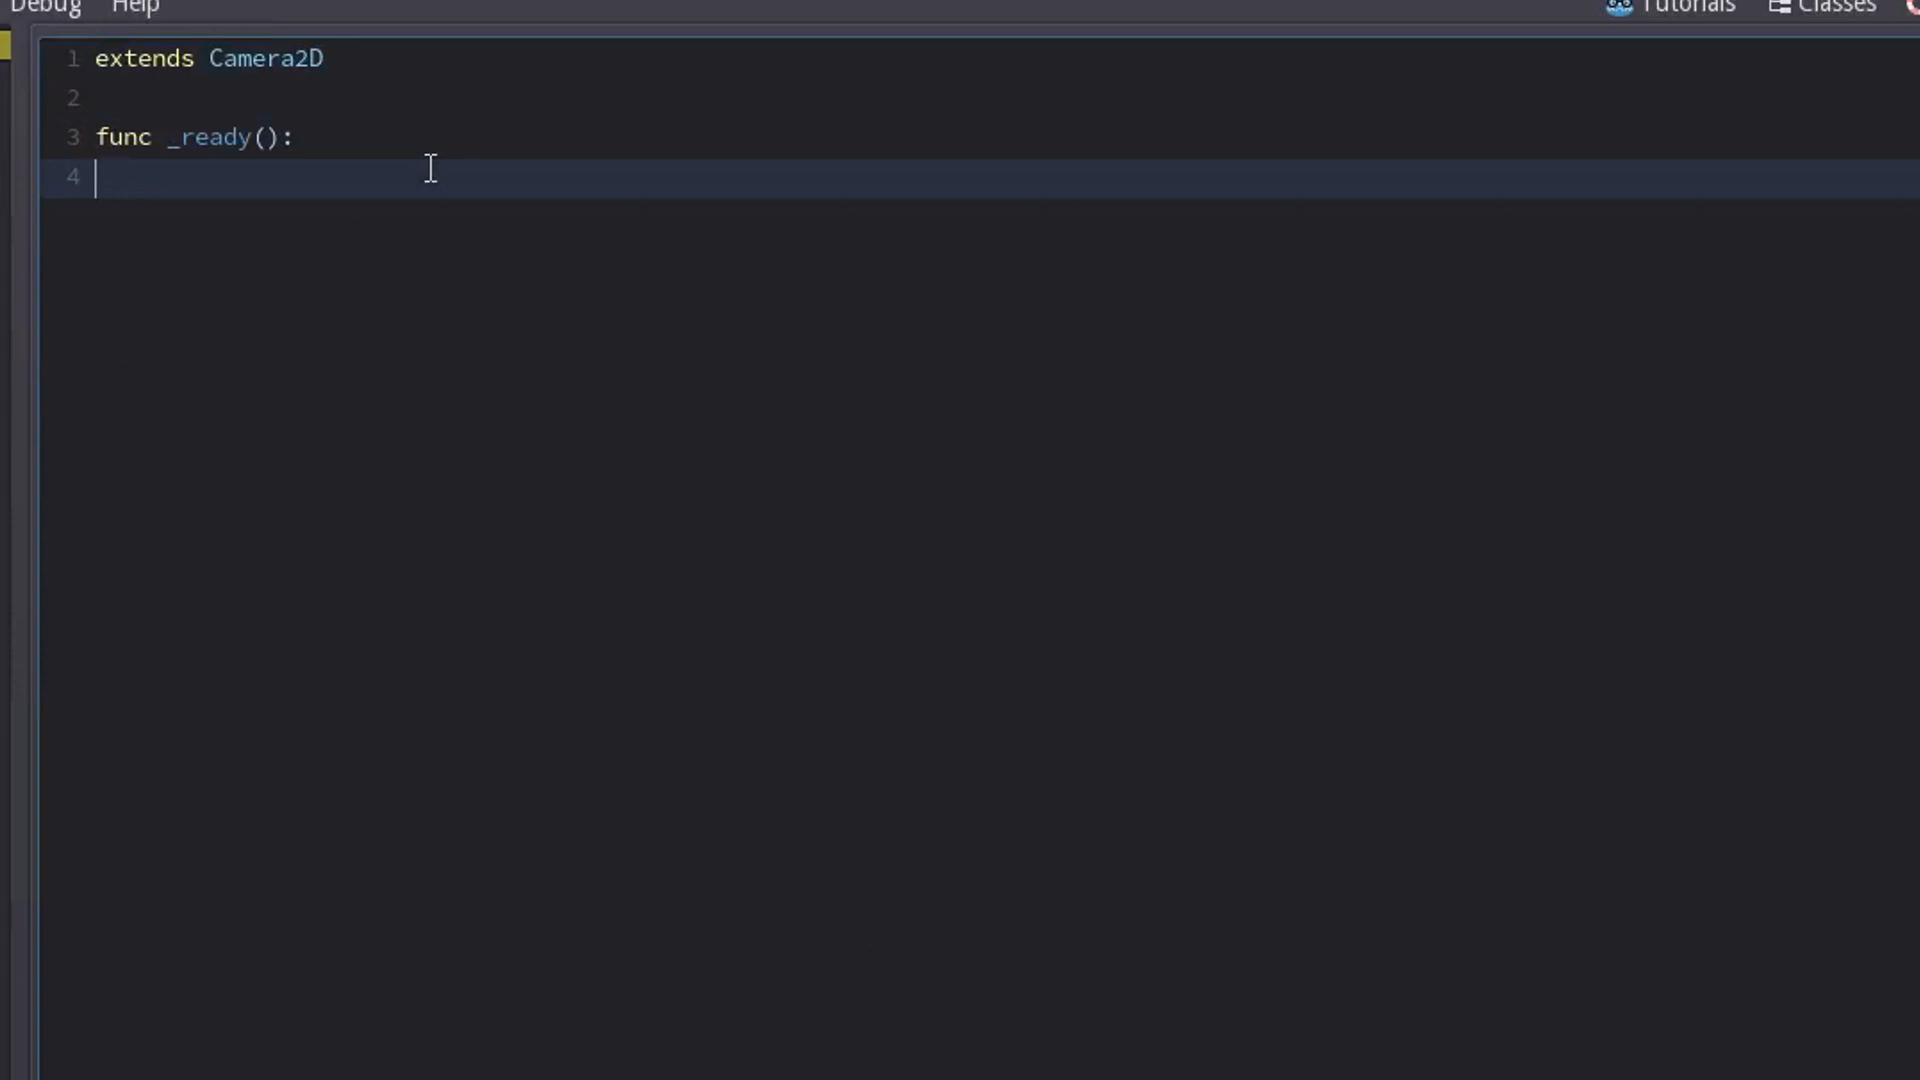 Debug Help Tutorials Classes
1 extends Camera2D
2
3 func _ready():
4